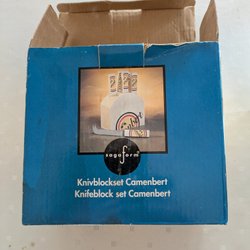 sagaform
Knivblockset Camenbert
Knifeblock set Camenbert